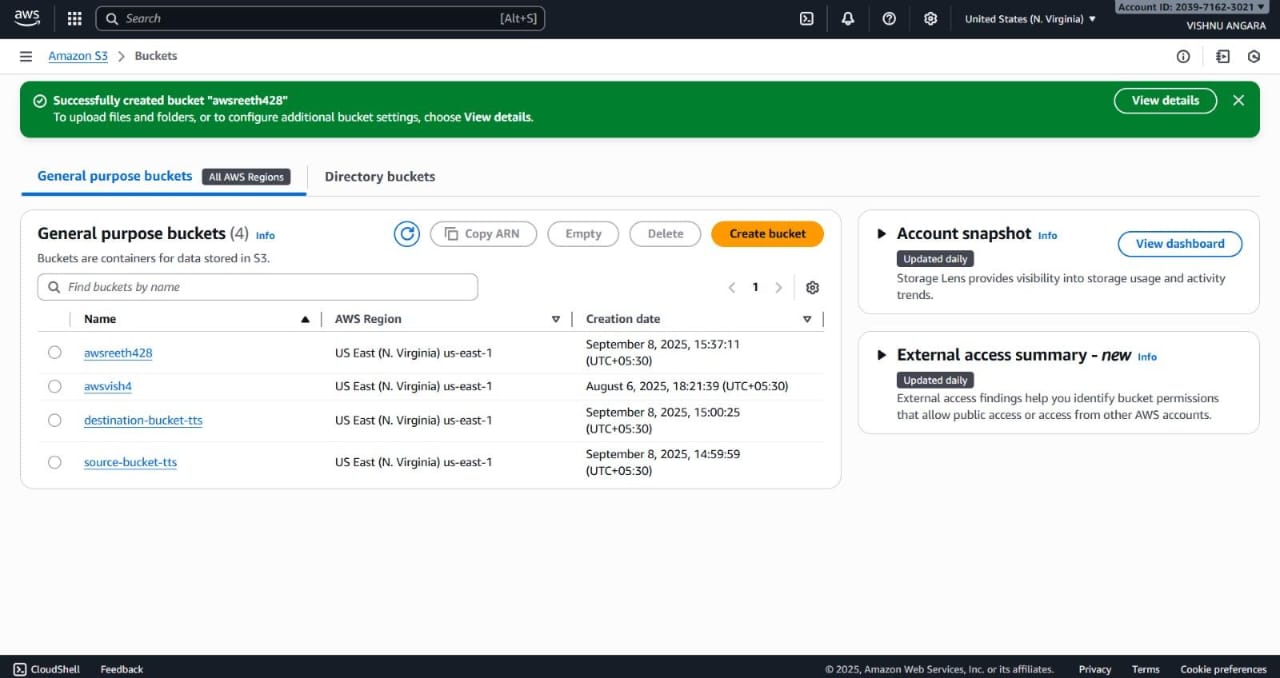 aws
Search [Alt+S]
United States (N. Virginia) ▼
Account ID: 2039-7162-3021 ▼
VISHNU ANGARA
Amazon S3 > Buckets
Successfully created bucket "awsreeth428"
To upload files and folders, or to configure additional bucket settings, choose View details.
View details
General purpose buckets All AWS Regions
Directory buckets
General purpose buckets (4) Info
Copy ARN
Empty
Delete
Create bucket
Buckets are containers for data stored in S3.
Find buckets by name
1
Name AWS Region Creation date
awsreeth428 US East (N. Virginia) us-east-1 September 8, 2025, 15:37:11
(UTC+05:30)
awsvish4 US East (N. Virginia) us-east-1 August 6, 2025, 18:21:39 (UTC+05:30)
destination-bucket-tts US East (N. Virginia) us-east-1 September 8, 2025, 15:00:25
(UTC+05:30)
source-bucket-tts US East (N. Virginia) us-east-1 September 8, 2025, 14:59:59
(UTC+05:30)
Account snapshot Info
View dashboard
Updated daily
Storage Lens provides visibility into storage usage and activity
trends.
External access summary - new Info
Updated daily
External access findings help you identify bucket permissions
that allow public access or access from other AWS accounts.
CloudShell Feedback
© 2025, Amazon Web Services, Inc. or its affiliates. Privacy Terms Cookie preferences